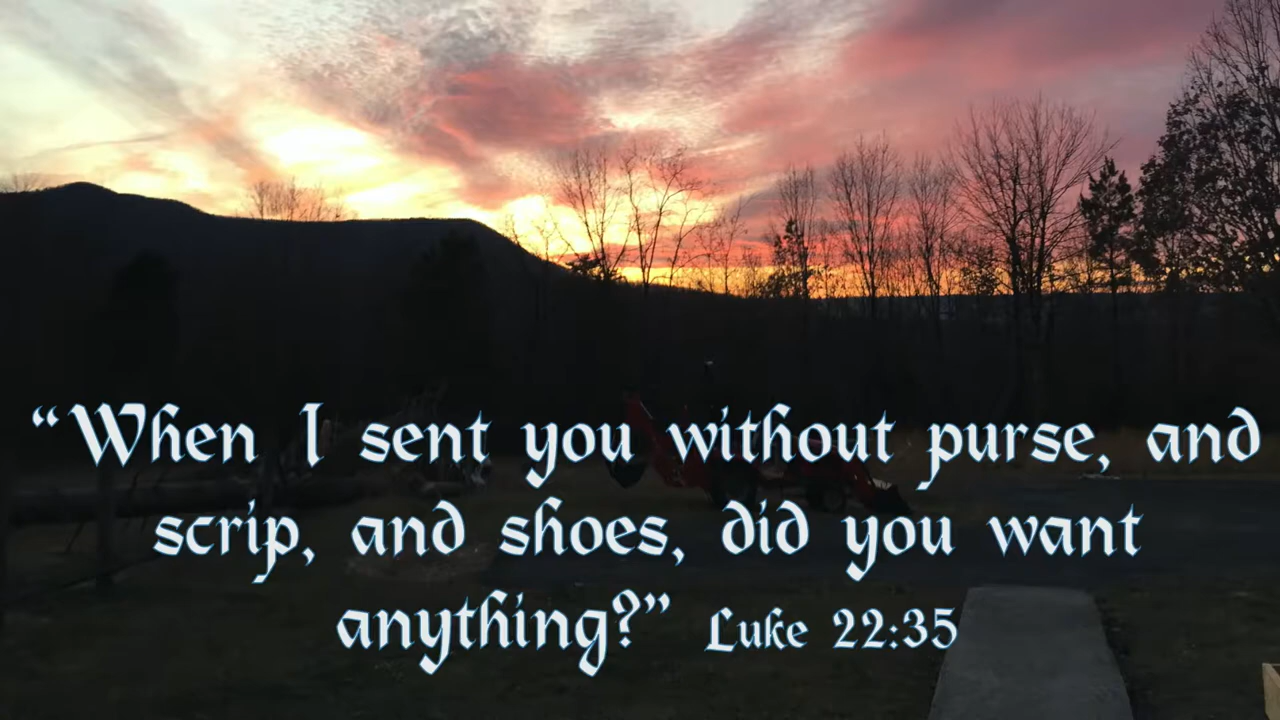 “When I sent you without purse, and
scrip, and shoes, did you want
anything?” Luke 22:35